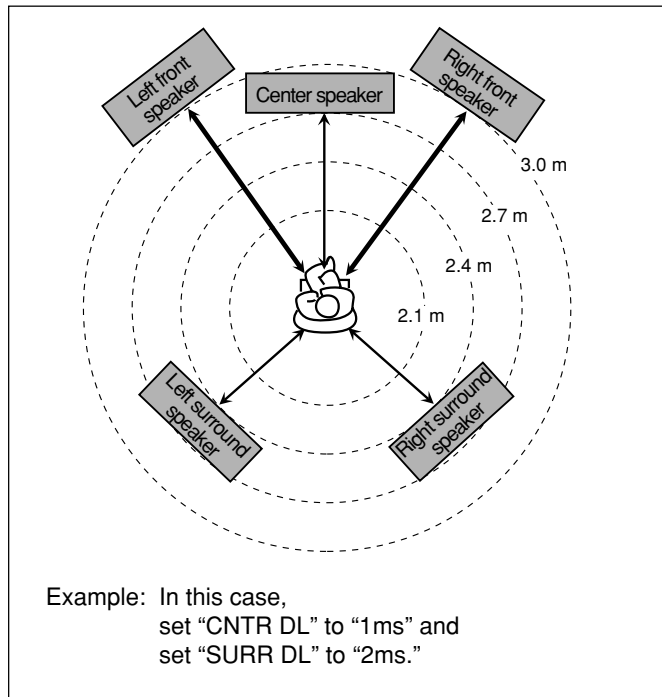 Left front
speaker
Center speaker
Right front
speaker
3.0 m
2.7 m
2.4 m
2.1 m
Left surround
speaker
Right surround
speaker
Example: In this case,
set “CNTR DL” to “1ms” and
set “SURR DL” to “2ms.”